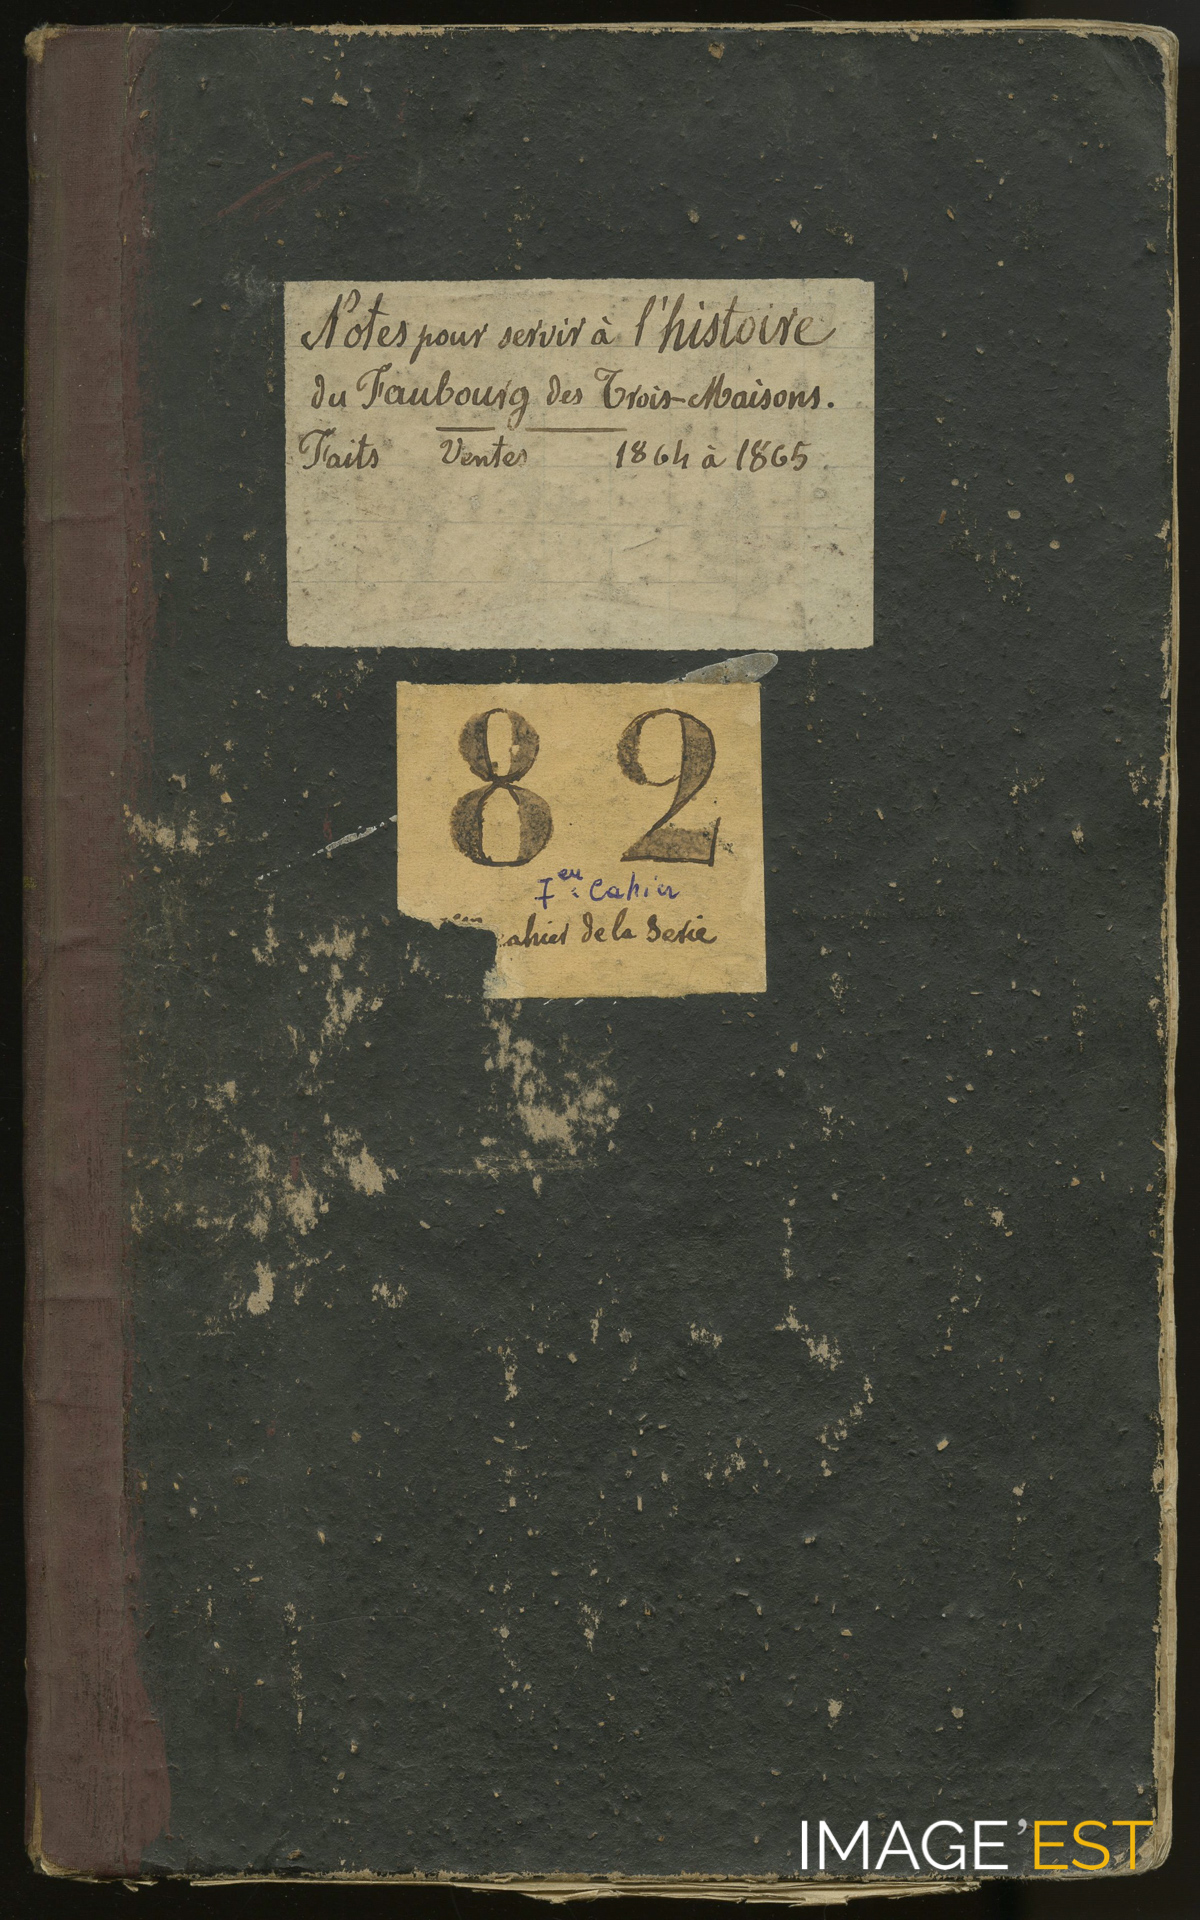 Notes pour servir à l'histoire
du Faubourg des Trois-Maisons.
Faits Ventes 1864 à 1865
82
Cahier
cahier de la Serie
IMAGE'EST